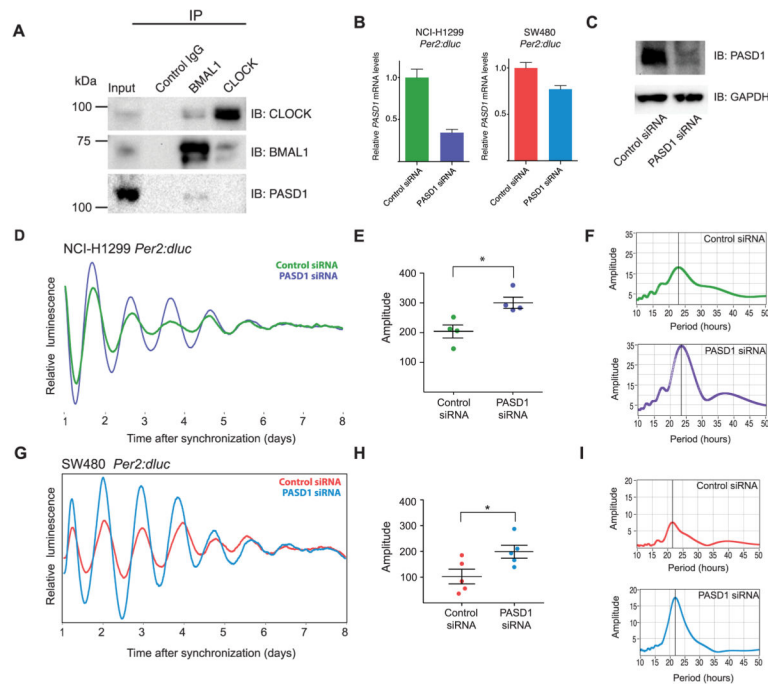 A
IP
kDa
Input
Control IgG
BMAL1
CLOCK
100
IB: CLOCK
75
IB: BMAL1
100
IB: PASD1
B
NCI-H1299
Per2:dluc
Relative PASD1 mRNA levels
1.0
0.5
Control siRNA
PASD1 siRNA
SW480
Per2:dluc
Relative PASD1 mRNA levels
1.0
0.5
Control siRNA
PASD1 siRNA
C
IB: PASD1
IB: GAPDH
Control siRNA
PASD1 siRNA
D
NCI-H1299 Per2:dluc
Control siRNA
PASD1 siRNA
Relative luminescence
1 2 3 4 5 6 7 8
Time after synchronization (days)
E
*
Amplitude
400
300
200
100
Control siRNA
PASD1 siRNA
F
Control siRNA
Amplitude
35
25
15
5
10 15 20 25 30 35 40 45 50
Period (hours)
PASD1 siRNA
Amplitude
35
25
15
5
10 15 20 25 30 35 40 45 50
Period (hours)
G
SW480 Per2:dluc
Control siRNA
PASD1 siRNA
Relative luminescence
1 2 3 4 5 6 7 8
Time after synchronization (days)
H
*
Amplitude
400
300
200
100
Control siRNA
PASD1 siRNA
I
Control siRNA
Amplitude
20
15
10
5
10 15 20 25 30 35 40 45 50
Period (hours)
PASD1 siRNA
Amplitude
20
15
10
5
10 15 20 25 30 35 40 45 50
Period (hours)